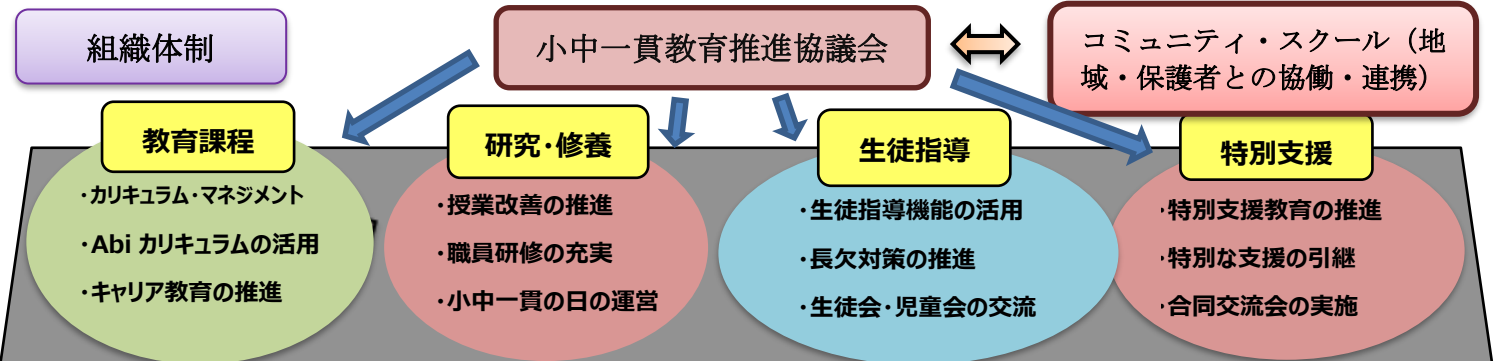 組織体制
小中一貫教育推進協議会
コミュニティ・スクール（地
域・保護者との協働・連携）
教育課程
・カリキュラム・マネジメント
・Abi カリキュラムの活用
・キャリア教育の推進
研究・修養
・授業改善の推進
・職員研修の充実
・小中一貫の日の運営
生徒指導
・生徒指導機能の活用
・長欠対策の推進
・生徒会・児童会の交流
特別支援
・特別支援教育の推進
・特別な支援の引継
・合同交流会の実施